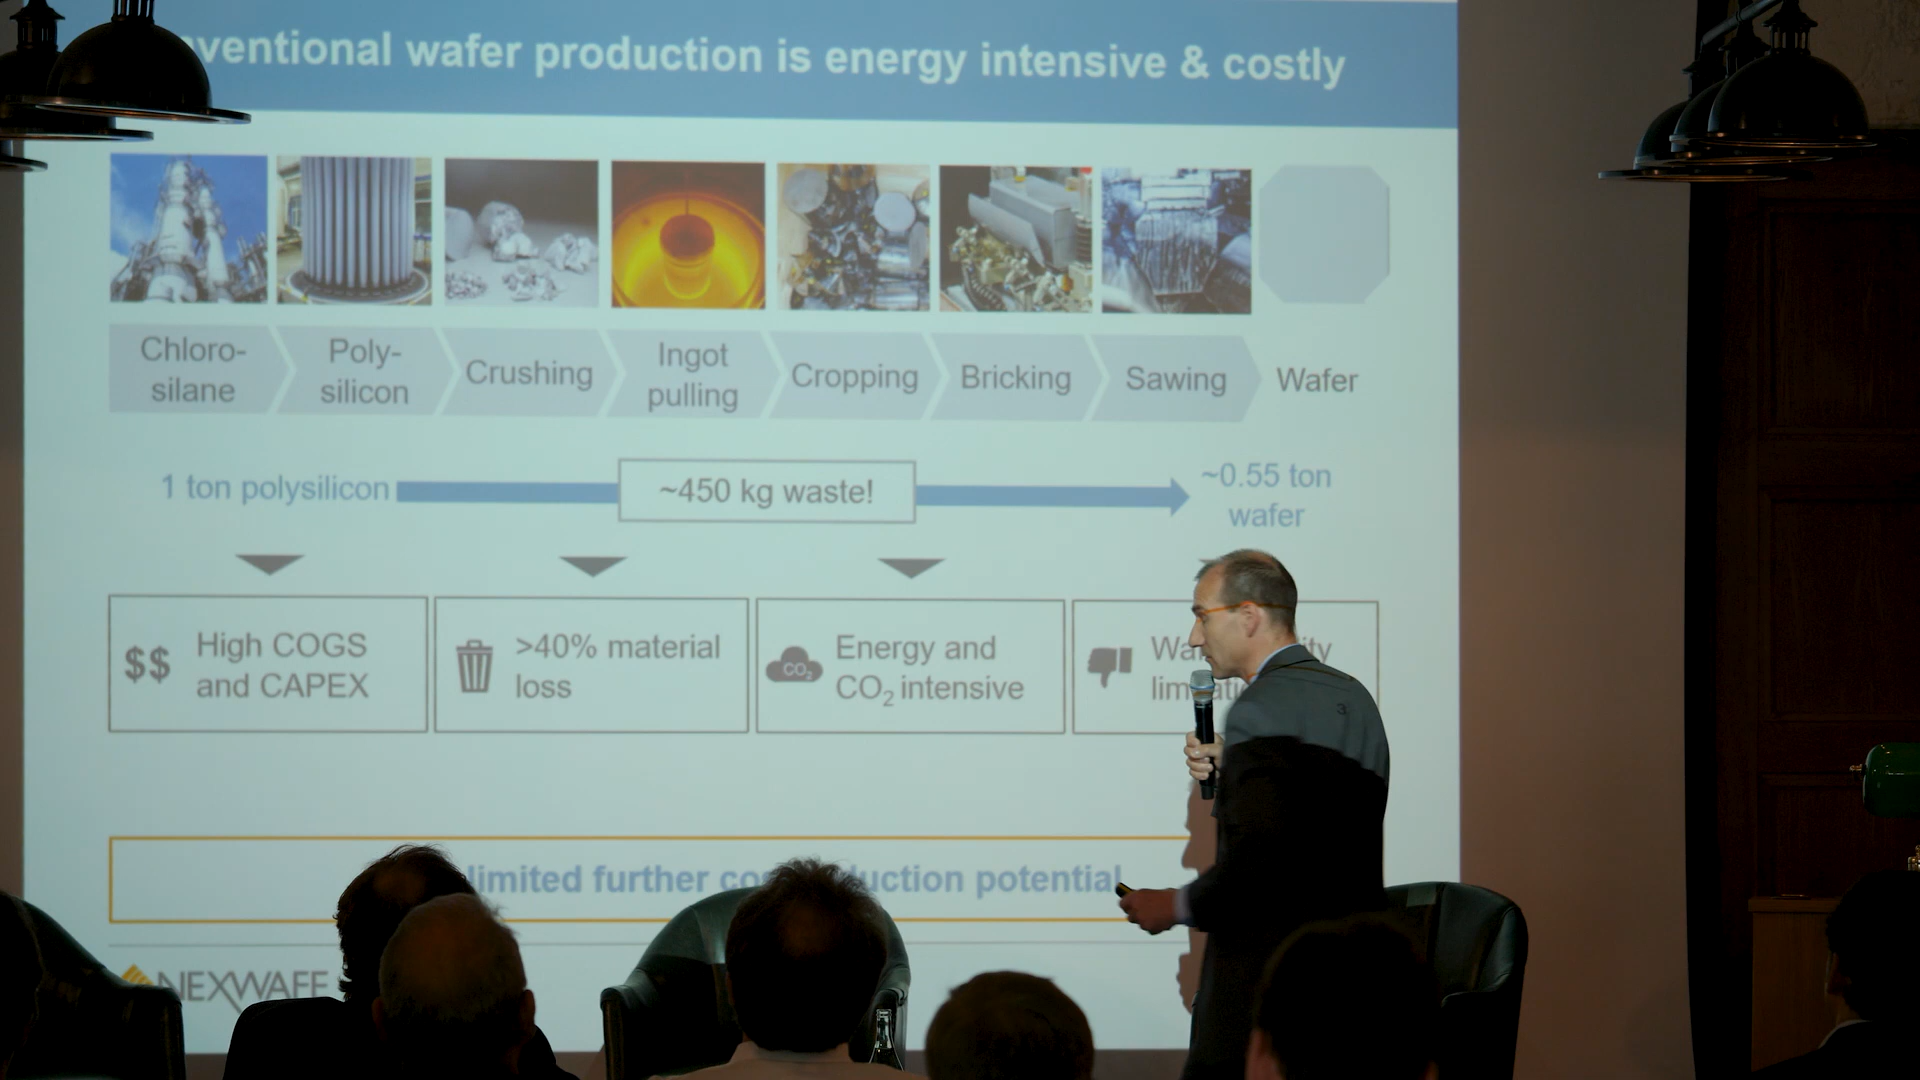 ventional wafer production is energy intensive & costly
Chloro-
silane
Poly-
silicon
Crushing
Ingot
pulling
Cropping
Bricking
Sawing
Wafer
1 ton polysilicon
~450 kg waste!
~0.55 ton
wafer
$$
High COGS
and CAPEX
>40% material
loss
CO2
Energy and
CO2 intensive
3
limited further
potential
NEXWAFE